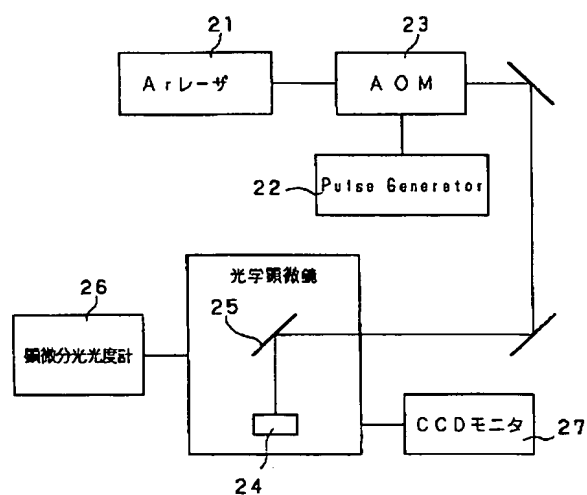 21
23
Arレーザ
AOM
22
Pulse Generator
光学顕微鏡
26
25
顕微分光光度計
CCDモニタ
27
24